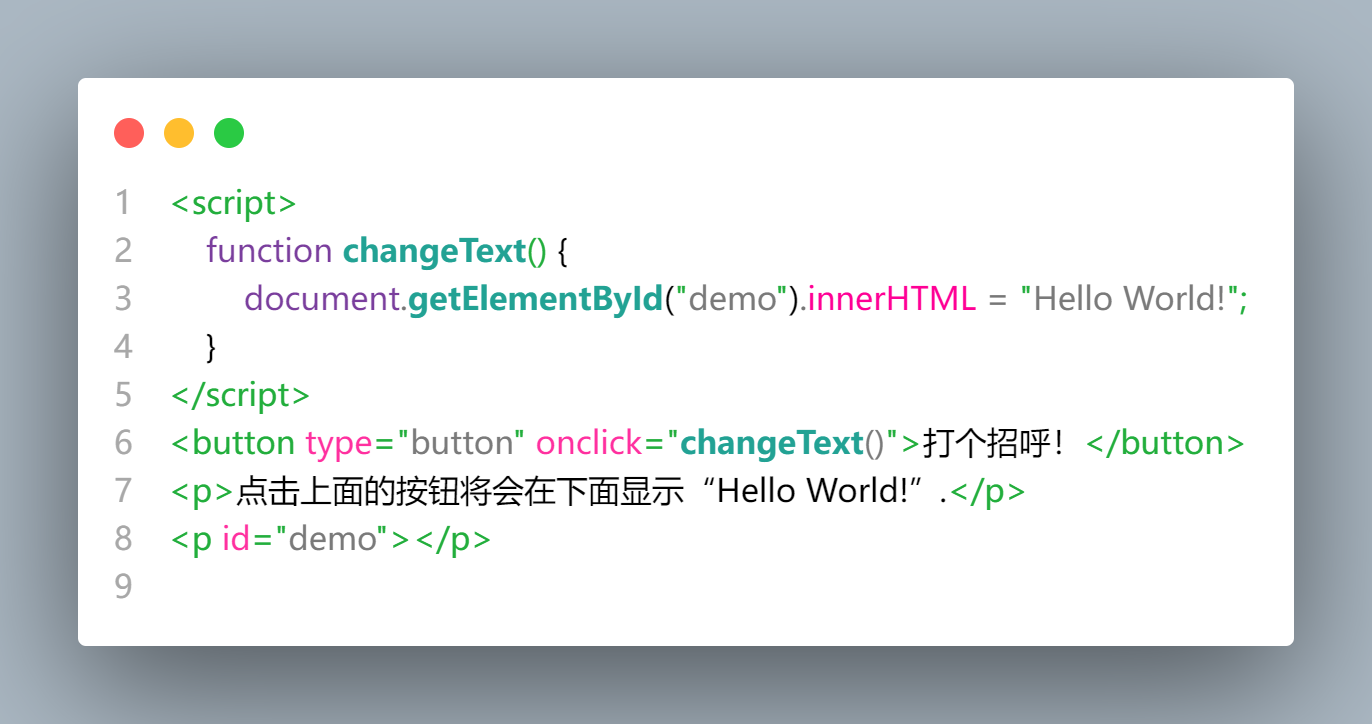 1 <script>
2 function changeText() {
3 document.getElementById("demo").innerHTML = "Hello World!";
4 }
5 </script>
6 <button type="button" onclick="changeText()">打个招呼！</button>
7 <p>点击上面的按钮将会在下面显示“Hello World!”.</p>
8 <p id="demo"></p>
9